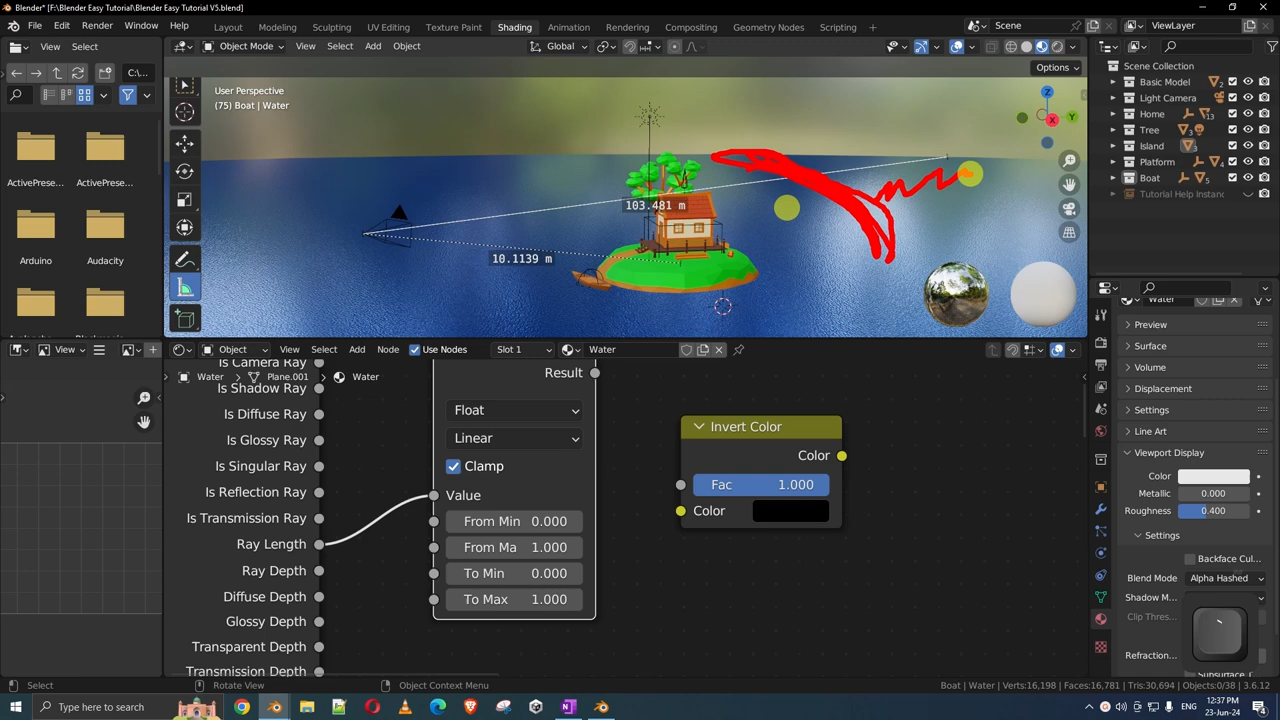 Blender* [F:\Blender Easy Tutorial\Blender Easy Tutorial V5.blend]
File Edit Render Window Help Layout Modeling Sculpting UV Editing Texture Paint Shading Animation Rendering Compositing Geometry Nodes Scripting Scene ViewLayer
View Select Object Mode View Select Add Object Global
C:\...
Options
User Perspective
(75) Boat | Water
Z
Y
X
103.481 m
10.1139 m
ActivePrese...
ActivePrese...
Arduino
Audacity
Scene Collection
Basic Model 2
Light Camera
Home 13
Tree 3
Island 3
Platform 4
Boat 5
Tutorial Help Instanc
View
Object View Select Add Node Use Nodes Slot 1 Water
Water > Plane.001 > Water
Is Camera Ray
Is Shadow Ray
Is Diffuse Ray
Is Glossy Ray
Is Singular Ray
Is Reflection Ray
Is Transmission Ray
Ray Length
Ray Depth
Diffuse Depth
Glossy Depth
Transparent Depth
Transmission Depth
Result
Float
Linear
Clamp
Value
From Min 0.000
From Ma 1.000
To Min 0.000
To Max 1.000
Invert Color
Color
Fac 1.000
Color
Water
Preview
Surface
Volume
Displacement
Settings
Line Art
Viewport Display
Color
Metallic 0.000
Roughness 0.400
Settings
Backface Cul...
Blend Mode Alpha Hashed
Shadow M...
Clip Thres...
Refraction...
Subsurface
Select Rotate View Object Context Menu Boat | Water | Verts:16,198 | Faces:16,781 | Tris:30,694 | Objects:0/38 | 3.6.12
Type here to search
ENG
12:37 PM
23-Jun-24